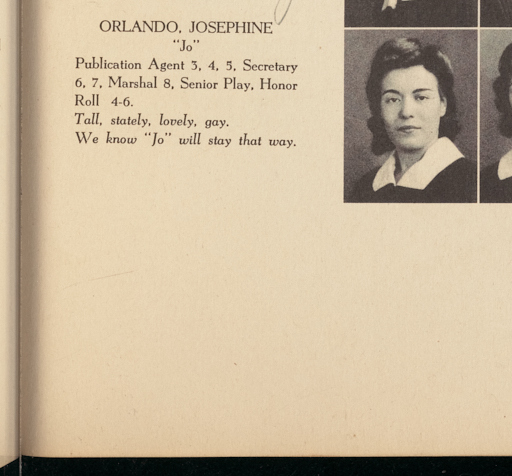 ORLANDO, JOSEPHINE
“Jo”
Publication Agent 3, 4, 5, Secretary
6, 7, Marshal 8, Senior Play, Honor
Roll 4-6.
Tall, stately, lovely, gay.
We know “Jo” will stay that way.